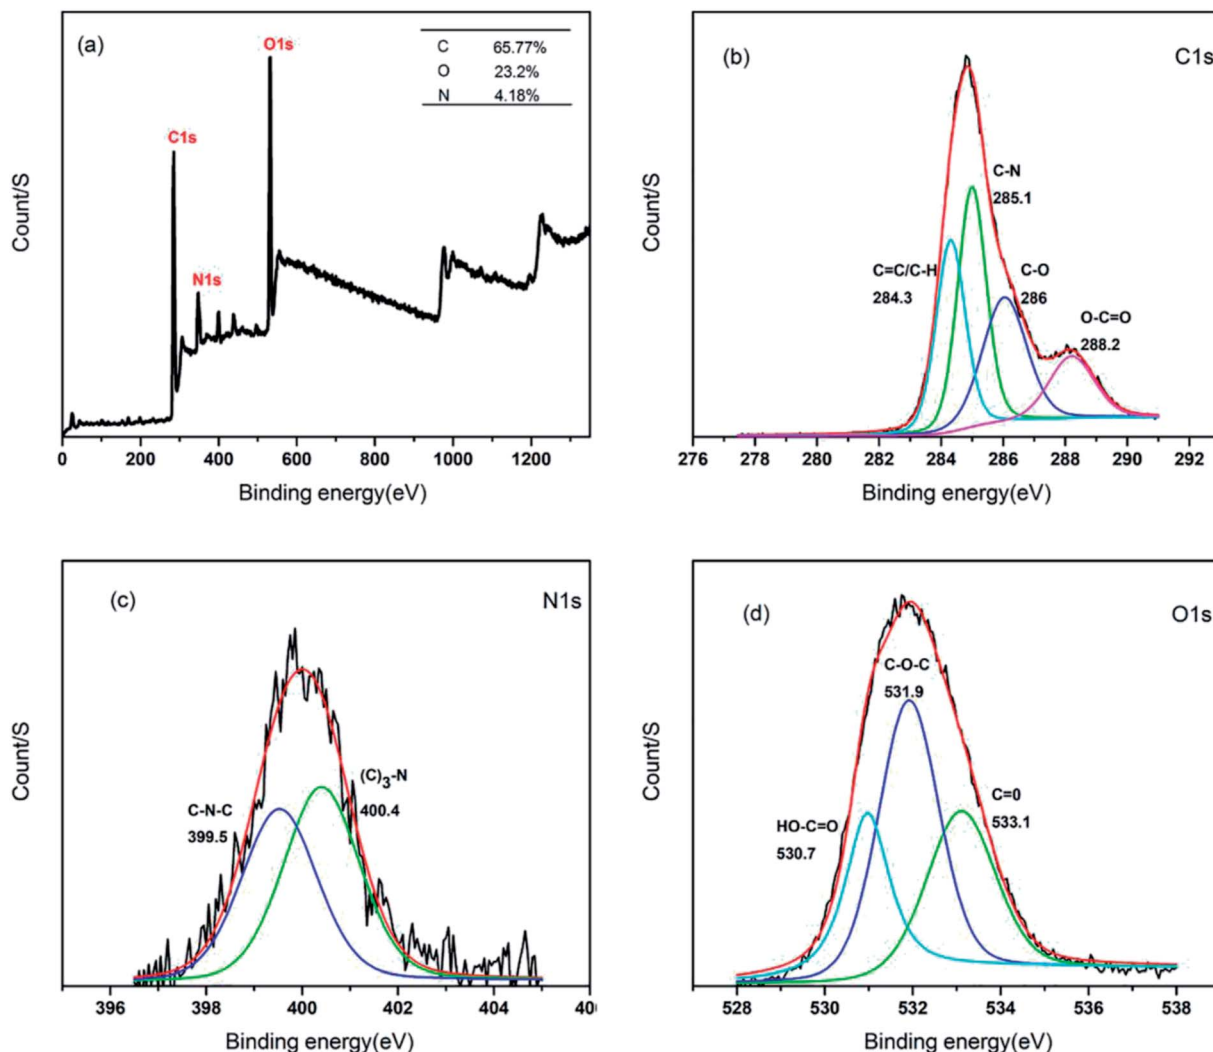 (a)
O1s
C 65.77%
O 23.2%
N 4.18%
C1s
N1s
Count/S
0 200 400 600 800 1000 1200
Binding energy(eV)
(b)
C1s
C-N
285.1
C=C/C-H
284.3
C-O
286
O-C=O
288.2
Count/S
276 278 280 282 284 286 288 290 292
Binding energy(eV)
(c)
N1s
(C)3-N
400.4
C-N-C
399.5
Count/S
396 398 400 402 404 40
Binding energy(eV)
(d)
O1s
C-O-C
531.9
C=0
533.1
HO-C=O
530.7
Count/S
528 530 532 534 536 538
Binding energy(eV)